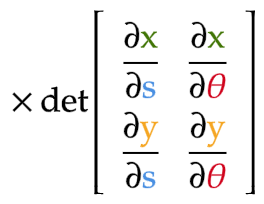 × det [ ∂x/∂s ∂x/∂θ
∂y/∂s ∂y/∂θ ]